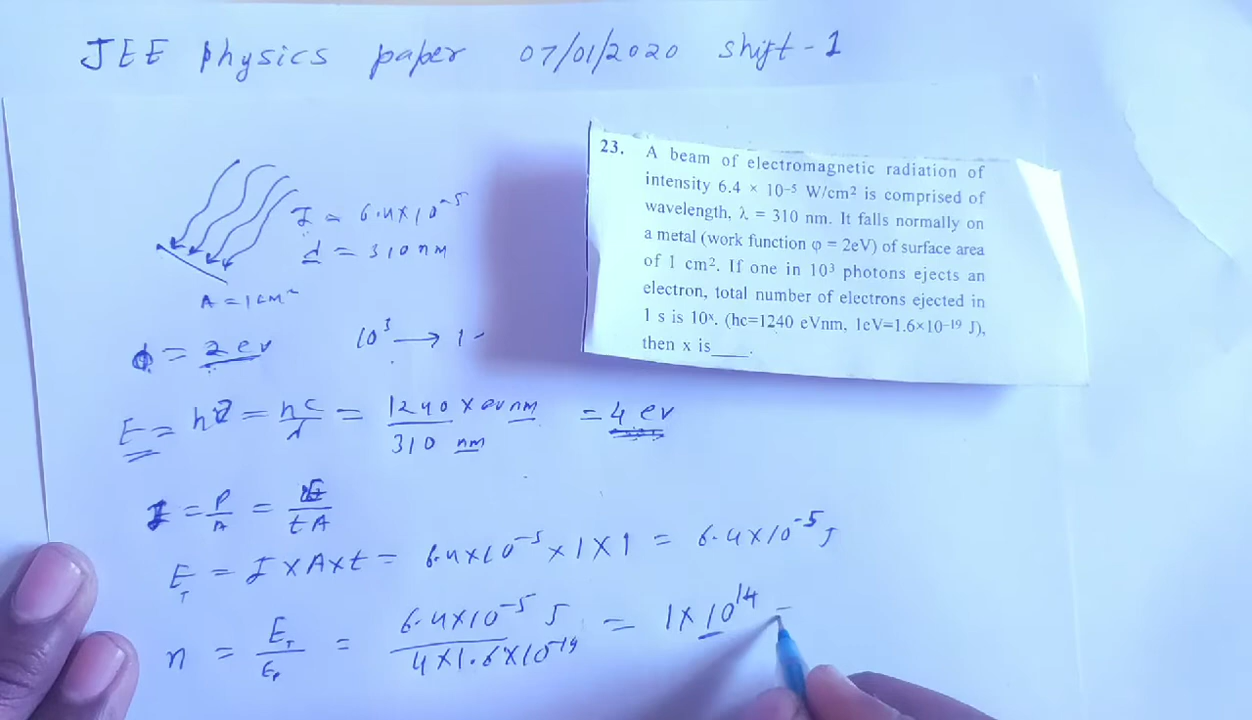 JEE physics paper 07/01/2020 shift-1
23. A beam of electromagnetic radiation of
intensity 6.4 × 10⁻⁵ W/cm² is comprised of
wavelength, λ = 310 nm. It falls normally on
a metal (work function φ = 2eV) of surface area
of 1 cm². If one in 10³ photons ejects an
electron, total number of electrons ejected in
1 s is 10ˣ. (hc=1240 eVnm, 1eV=1.6×10⁻¹⁹ J),
then x is____.
I = 6.4×10⁻⁵
λ = 310 nm
A = 1cm²
ϕ = 2 ev
10³ → 1
E = hν = hc/λ = 1240 × ev nm / 310 nm = 4 ev
I = P/A = E/tA
E_T = I×A×t = 6.4×10⁻⁵ × 1×1 = 6.4×10⁻⁵ J
n = E_T/E_P = 6.4×10⁻⁵ J / 4×1.6×10⁻¹⁹ = 1×10¹⁴ =